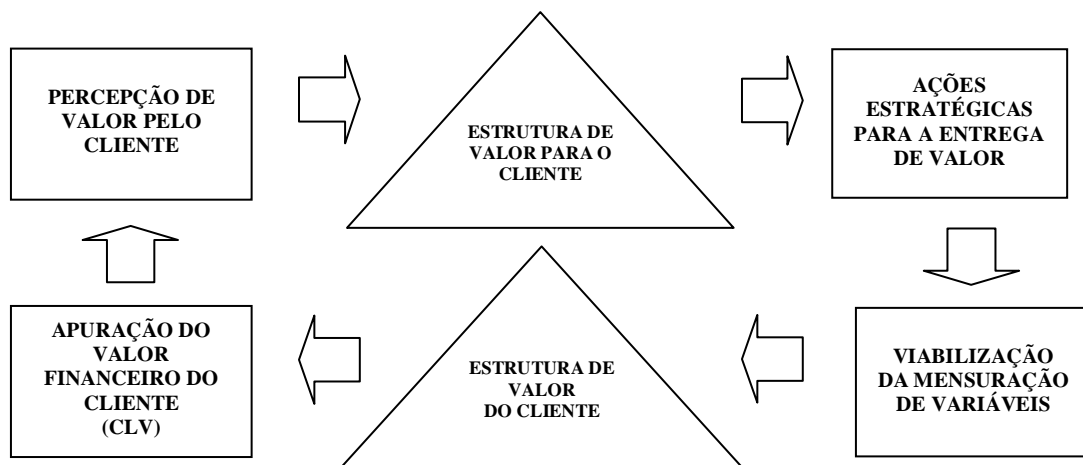 PERCEPÇÃO DE
VALOR PELO
CLIENTE
ESTRUTURA DE
VALOR PARA O
CLIENTE
AÇÕES
ESTRATÉGICAS
PARA A ENTREGA
DE VALOR
APURAÇÃO DO
VALOR
FINANCEIRO DO
CLIENTE
(CLV)
ESTRUTURA DE
VALOR
DO CLIENTE
VIABILIZAÇÃO
DA MENSURAÇÃO
DE VARIÁVEIS